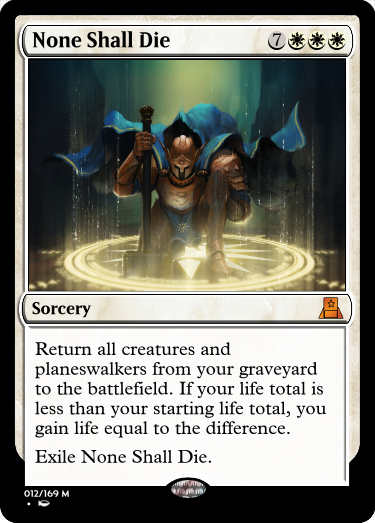 None Shall Die 7
Sorcery
Return all creatures and
planeswalkers from your graveyard
to the battlefield. If your life total is
less than your starting life total, you
gain life equal to the difference.
Exile None Shall Die.
012/169 M